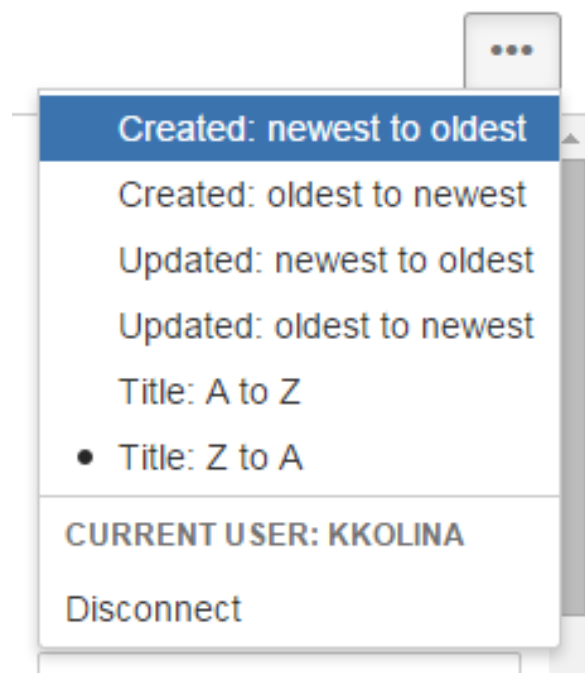 •••
Created: newest to oldest
Created: oldest to newest
Updated: newest to oldest
Updated: oldest to newest
Title: A to Z
• Title: Z to A
CURRENT USER: KKOLINA
Disconnect